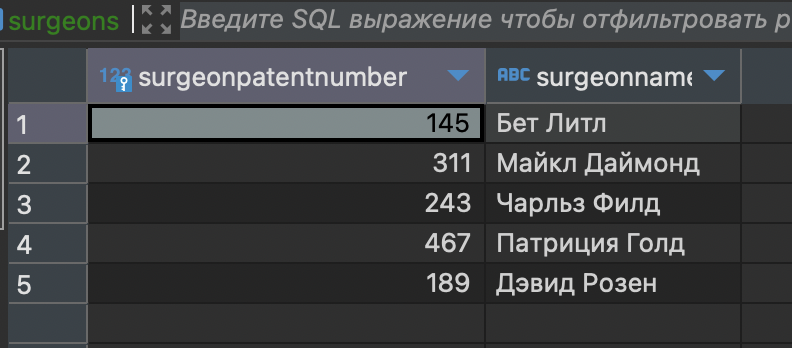 surgeons Введите SQL выражение чтобы отфильтровать р
123 surgeonpatentnumber ABC surgeonname
1 145 Бет Литл
2 311 Майкл Даймонд
3 243 Чарльз Филд
4 467 Патриция Голд
5 189 Дэвид Розен